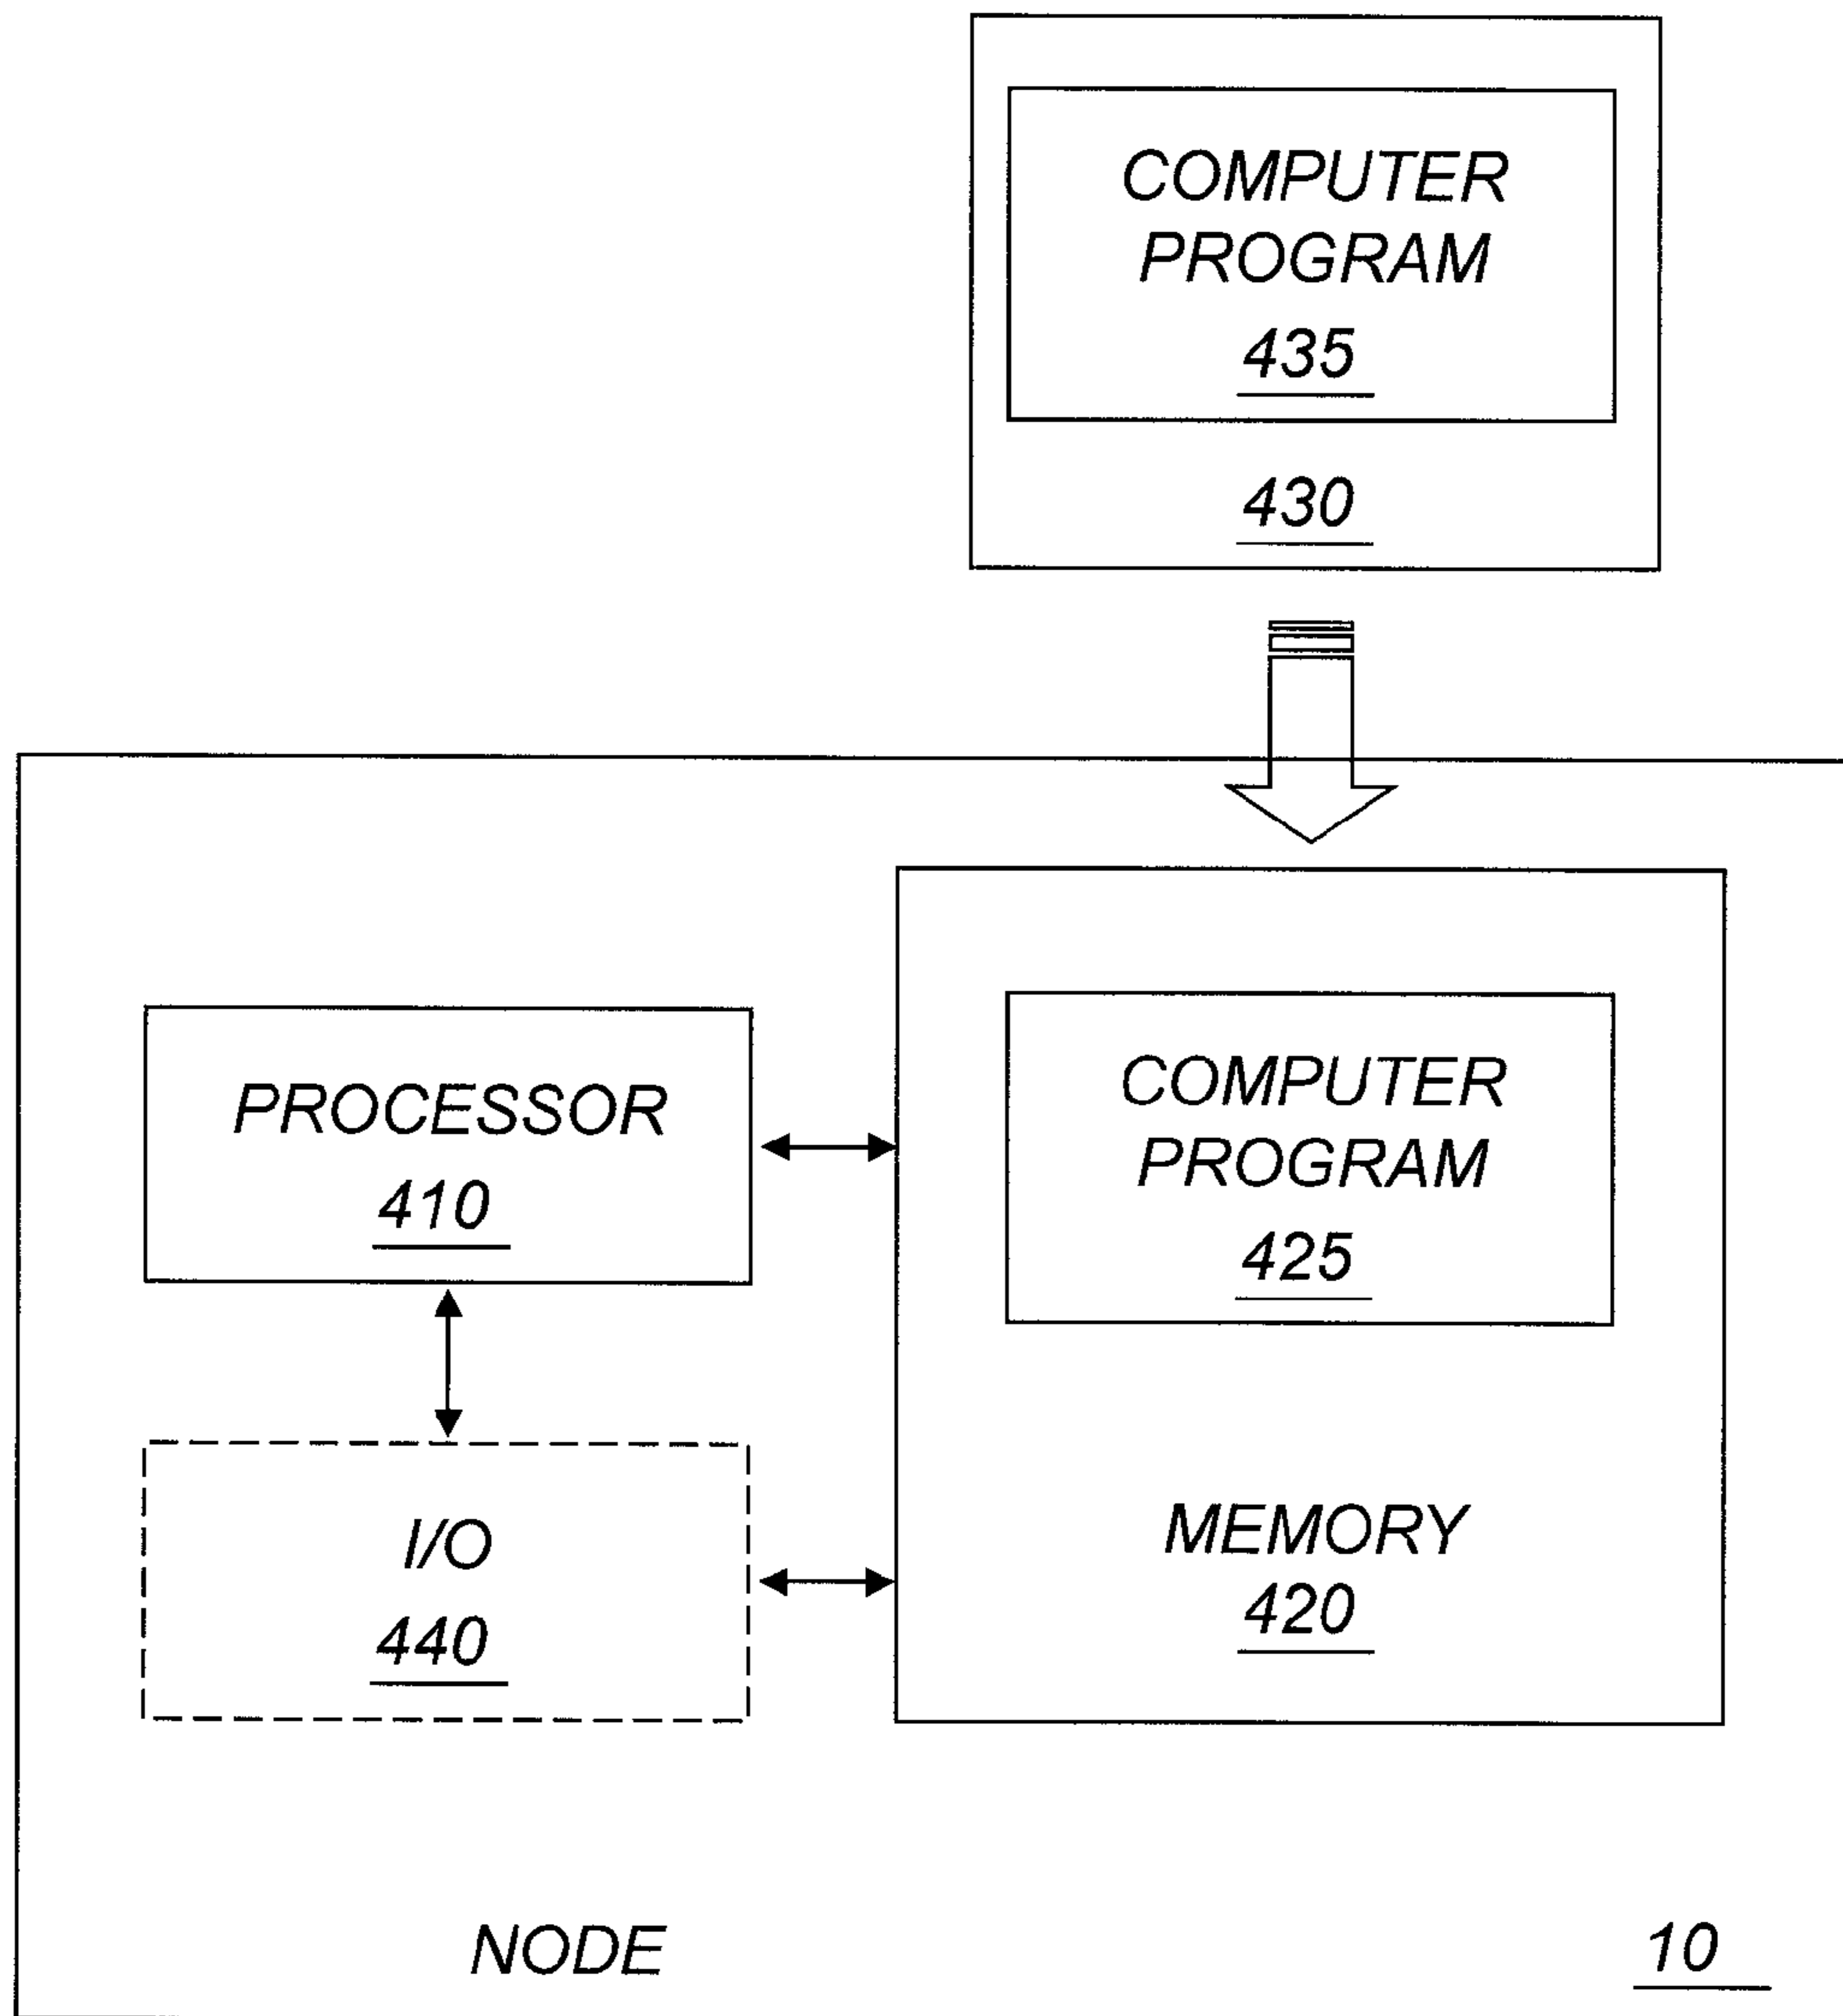 COMPUTER
PROGRAM
435
430
PROCESSOR
410
COMPUTER
PROGRAM
425
I/O
440
MEMORY
420
NODE
10